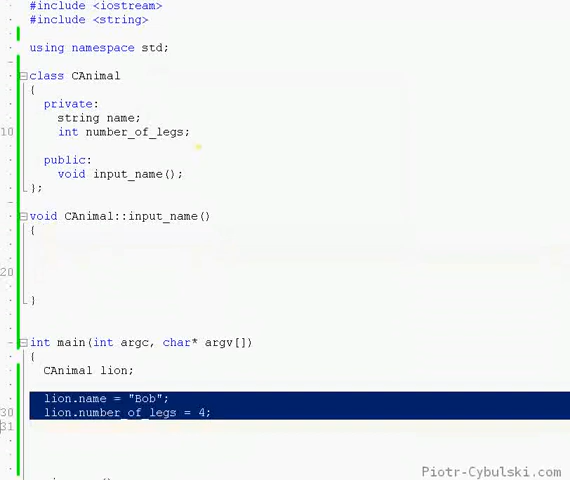 #include <iostream>
#include <string>
using namespace std;
class CAnimal
{
private:
string name;
10 int number_of_legs;
public:
void input_name();
};
void CAnimal::input_name()
{
20
}
int main(int argc, char* argv[])
{
CAnimal lion;
lion.name = "Bob";
30 lion.number_of_legs = 4;
31
Piotr-Cybulski.com